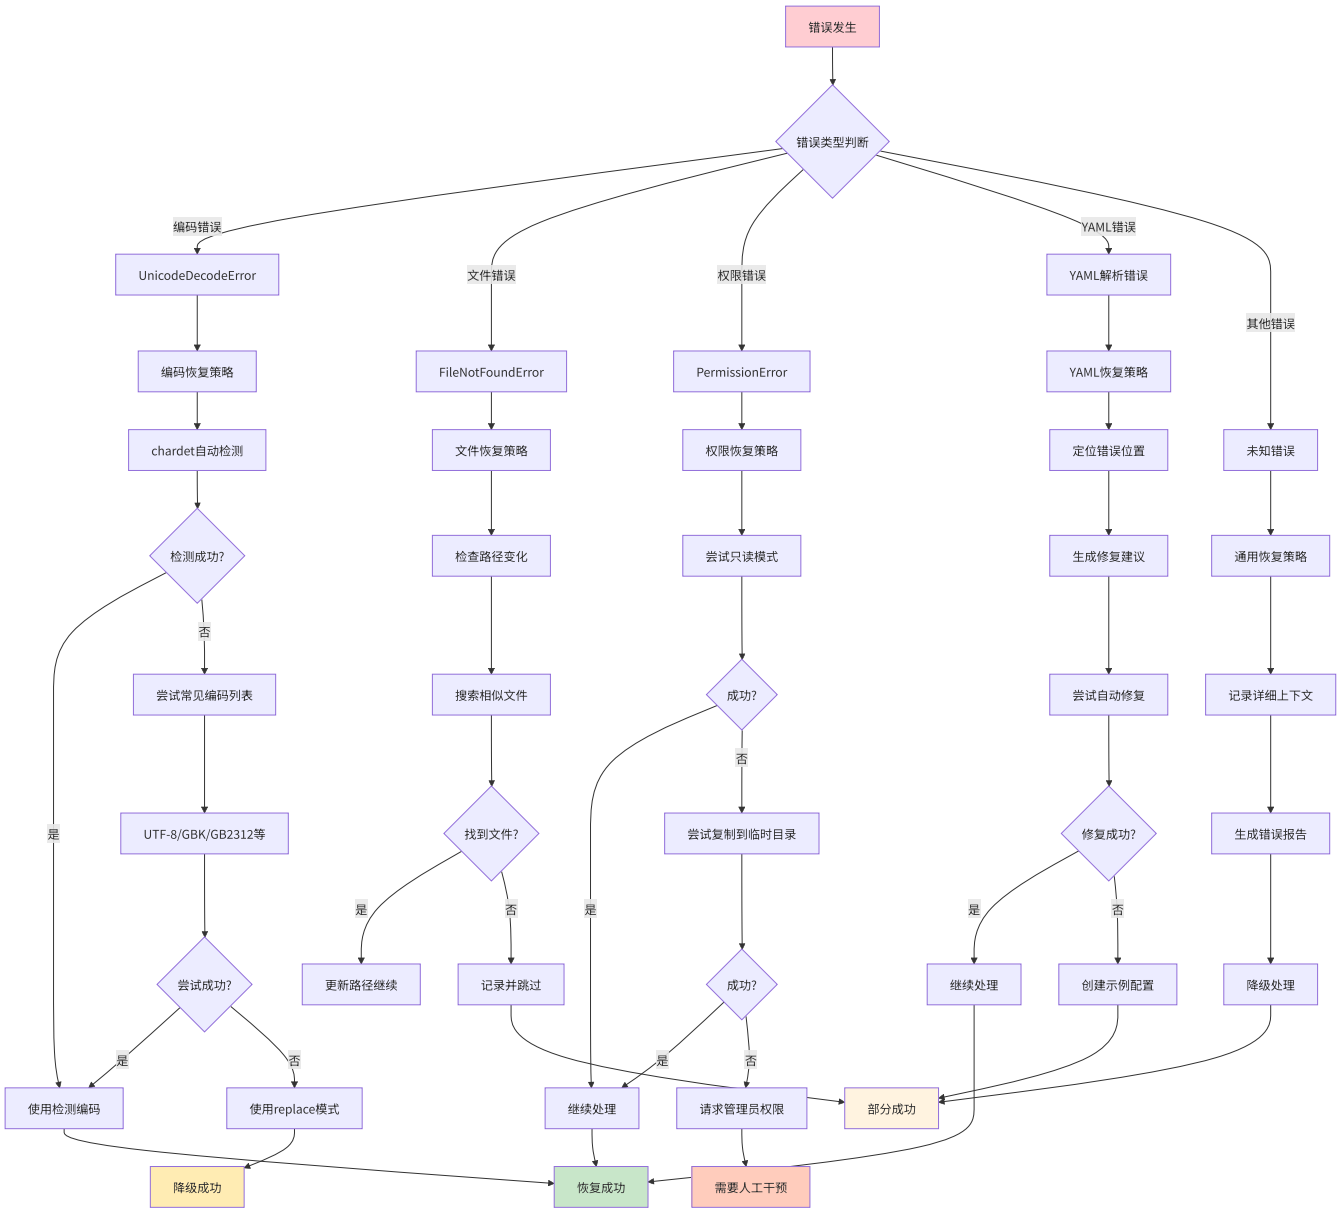 错误发生
错误类型判断
编码错误
YAML错误
文件错误
权限错误
其他错误
UnicodeDecodeError
YAML解析错误
编码恢复策略
FileNotFoundError
PermissionError
YAML恢复策略
chardet自动检测
文件恢复策略
权限恢复策略
定位错误位置
未知错误
检测成功?
检查路径变化
尝试只读模式
生成修复建议
通用恢复策略
否
尝试常见编码列表
搜索相似文件
成功?
尝试自动修复
记录详细上下文
否
是
UTF-8/GBK/GB2312等
找到文件?
尝试复制到临时目录
修复成功?
生成错误报告
是
否
是
是
否
尝试成功?
更新路径继续
记录并跳过
成功?
继续处理
创建示例配置
降级处理
是
否
是
否
使用检测编码
使用replace模式
继续处理
请求管理员权限
部分成功
降级成功
恢复成功
需要人工干预